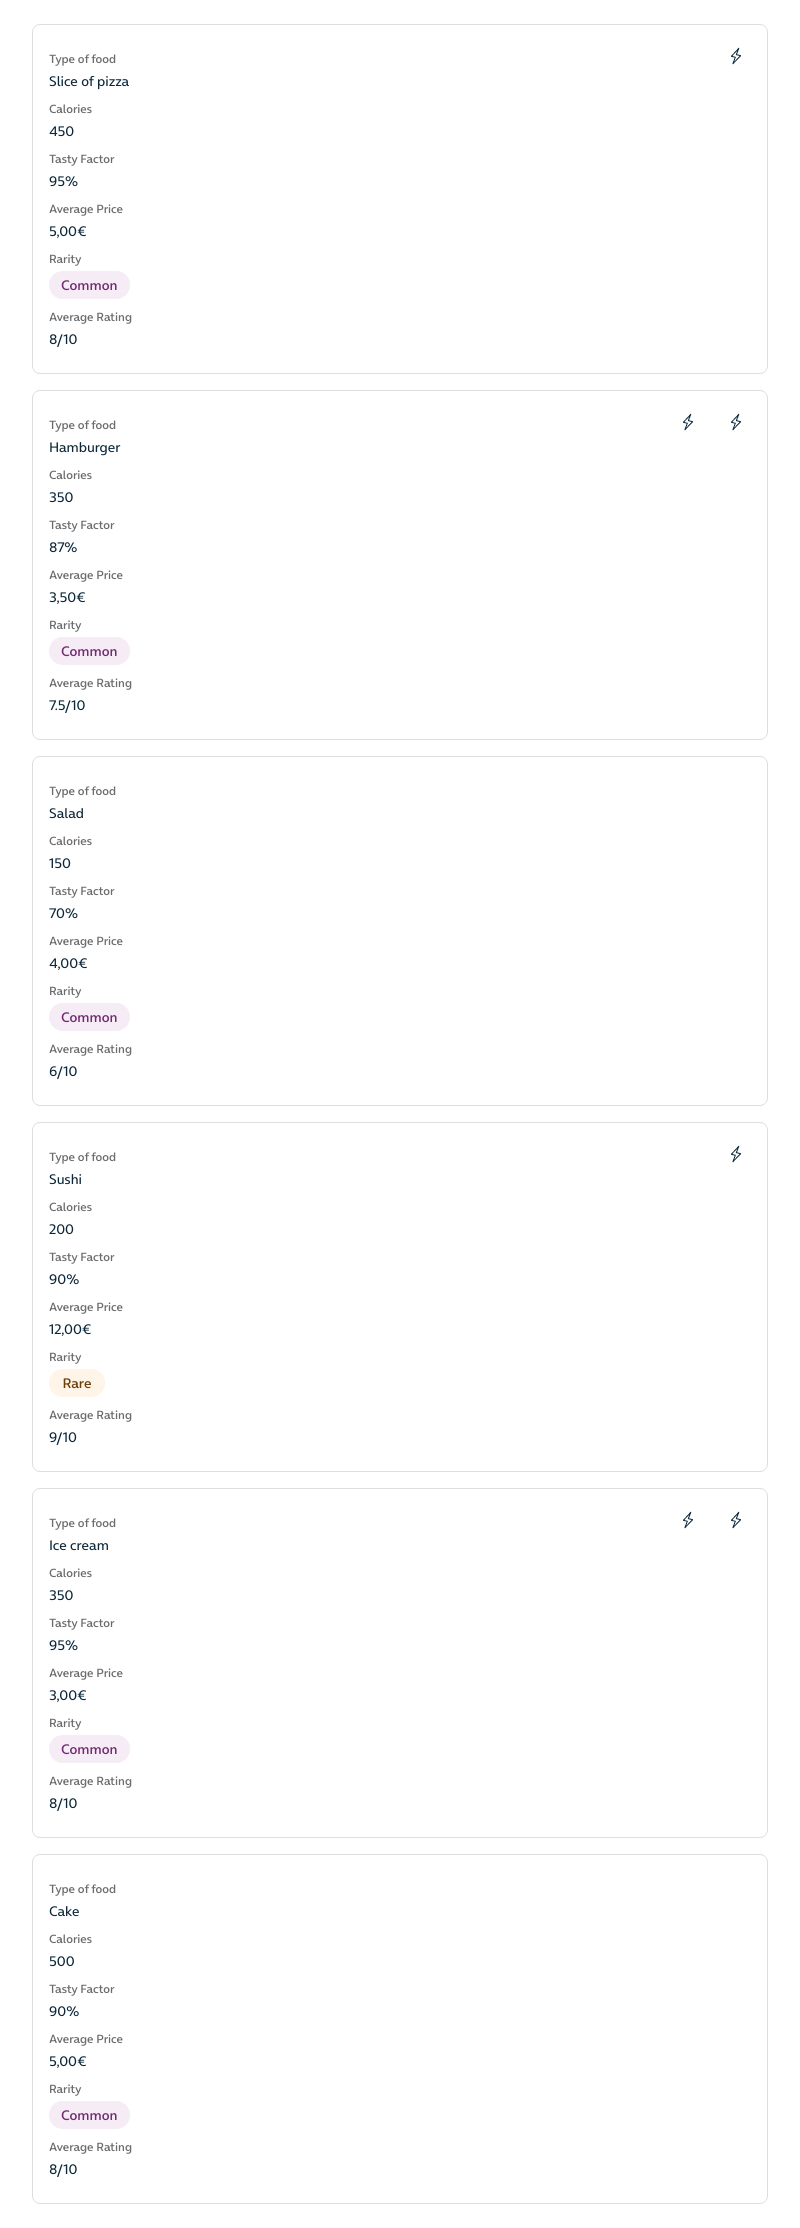 Type of food
Slice of pizza
Calories
450
Tasty Factor
95%
Average Price
5,00€
Rarity
Common
Average Rating
8/10
Type of food
Hamburger
Calories
350
Tasty Factor
87%
Average Price
3,50€
Rarity
Common
Average Rating
7.5/10
Type of food
Salad
Calories
150
Tasty Factor
70%
Average Price
4,00€
Rarity
Common
Average Rating
6/10
Type of food
Sushi
Calories
200
Tasty Factor
90%
Average Price
12,00€
Rarity
Rare
Average Rating
9/10
Type of food
Ice cream
Calories
350
Tasty Factor
95%
Average Price
3,00€
Rarity
Common
Average Rating
8/10
Type of food
Cake
Calories
500
Tasty Factor
90%
Average Price
5,00€
Rarity
Common
Average Rating
8/10